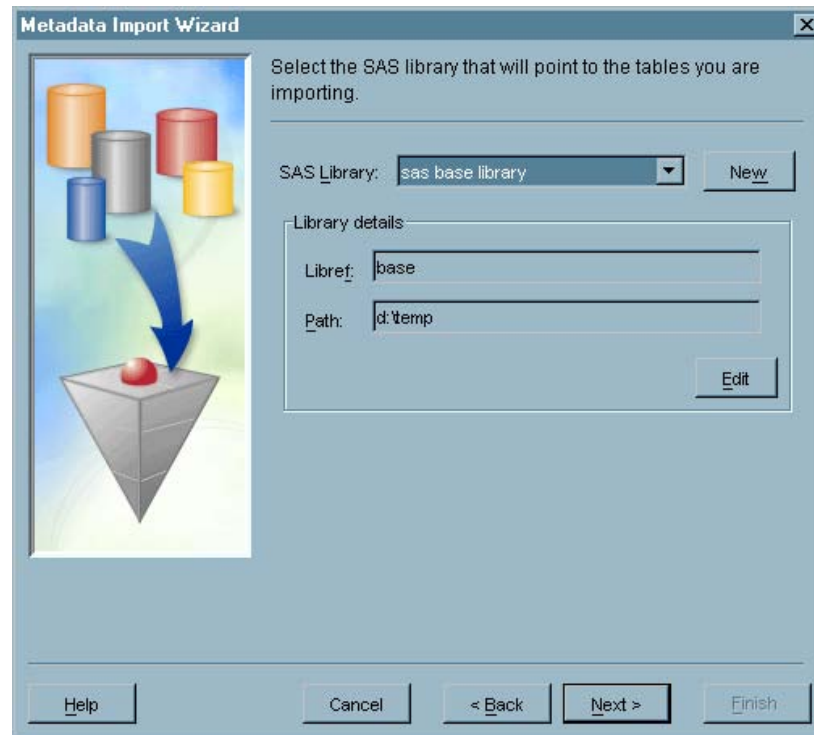 Metadata Import Wizard
Select the SAS library that will point to the tables you are
importing.
SAS Library: sas base library New
Library details
Libref: base
Path: d:\temp
Edit
Help Cancel < Back Next > Finish